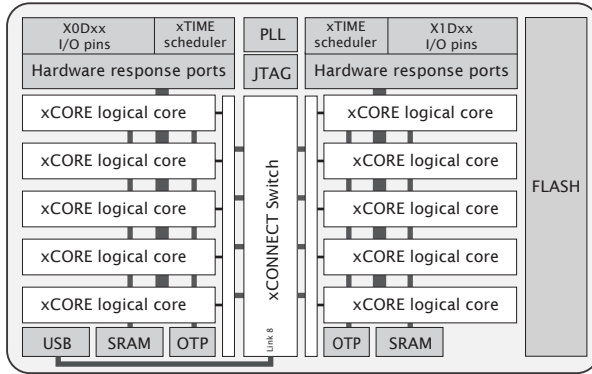 X0Dxx
I/O pins
xTIME
scheduler
PLL
xTIME
scheduler
X1Dxx
I/O pins
Hardware response ports
JTAG
Hardware response ports
FLASH
xCORE logical core
xCORE logical core
xCORE logical core
xCORE logical core
xCORE logical core
xCONNECT Switch
Link 8
xCORE logical core
xCORE logical core
xCORE logical core
xCORE logical core
xCORE logical core
USB
SRAM
OTP
OTP
SRAM